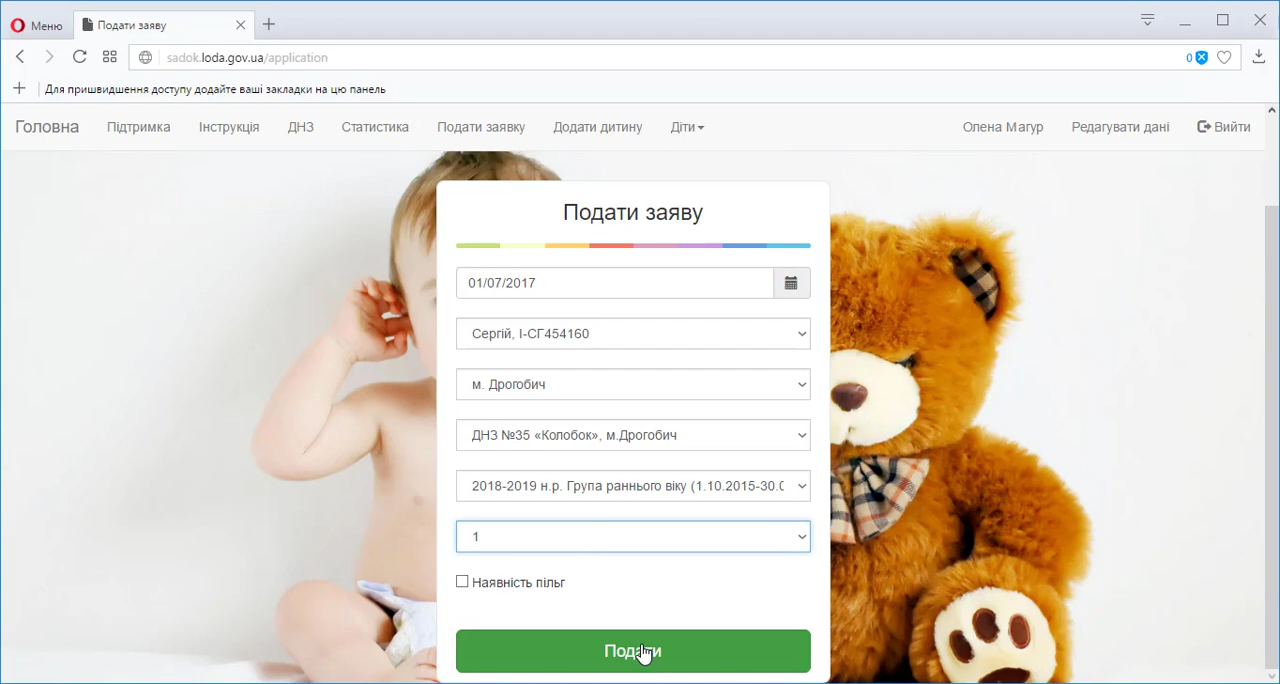 Меню
Подати заяву
sadok.loda.gov.ua/application
0
Для пришвидшення доступу додайте ваші закладки на цю панель
Головна Підтримка Інструкція ДНЗ Статистика Подати заявку Додати дитину Діти Олена Магур Редагувати дані Вийти
Подати заяву
01/07/2017
Сергій, І-СГ454160
м. Дрогобич
ДНЗ №35 «Колобок», м.Дрогобич
2018-2019 н.р. Група раннього віку (1.10.2015-30.0
1
Наявність пільг
Подати